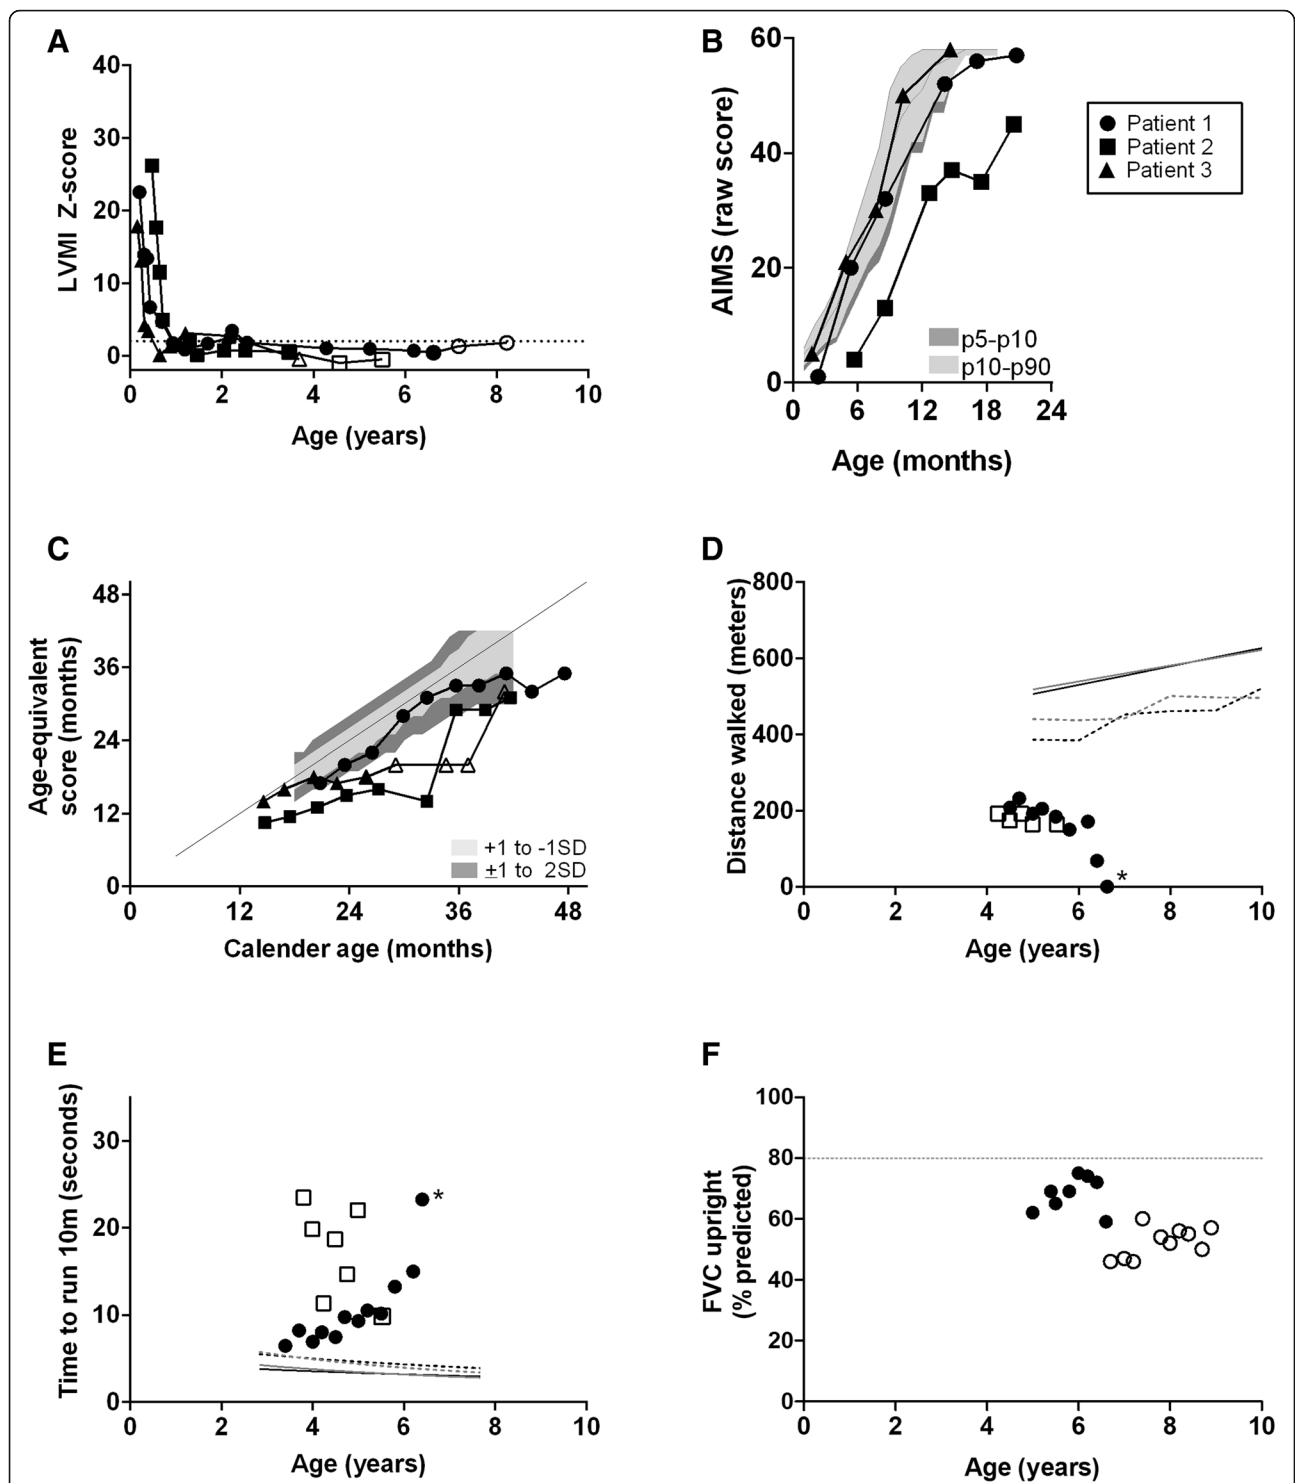 A
LVMI Z-score
40
30
20
10
0
0 2 4 6 8 10
Age (years)
B
AIMS (raw score)
60
40
20
0
p5-p10
p10-p90
0 6 12 18 24
Age (months)
Patient 1
Patient 2
Patient 3
C
Age-equivalent
score (months)
48
36
24
12
0
+1 to -1SD
±1 to 2SD
0 12 24 36 48
Calender age (months)
D
Distance walked (meters)
800
600
400
200
0
*
0 2 4 6 8 10
Age (years)
E
Time to run 10m (seconds)
30
20
10
0
*
0 2 4 6 8 10
Age (years)
F
FVC upright
(% predicted)
100
80
60
40
20
0
0 2 4 6 8 10
Age (years)